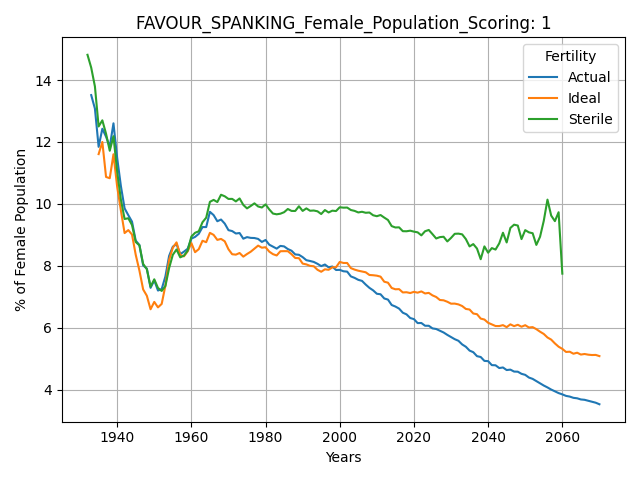 FAVOUR_SPANKING_Female_Population_Scoring: 1
Fertility
Actual
Ideal
Sterile
% of Female Population
14
12
10
8
6
4
1940 1960 1980 2000 2020 2040 2060
Years